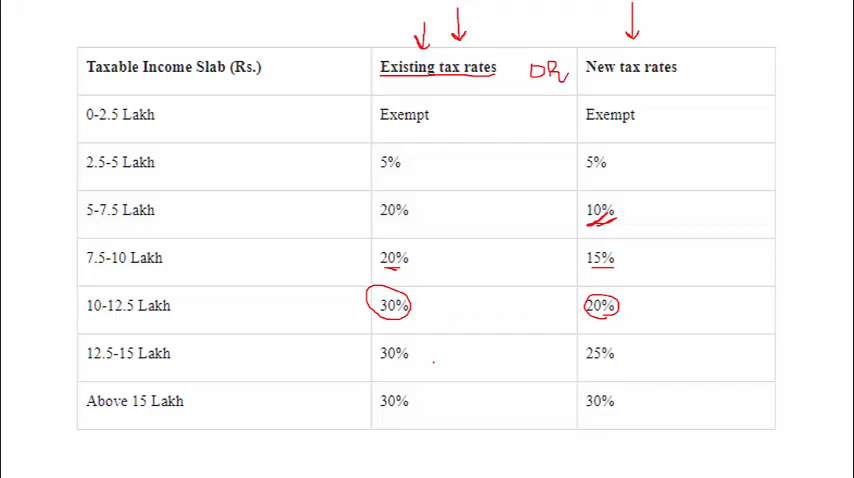 Taxable Income Slab (Rs.) Existing tax rates OR New tax rates
0-2.5 Lakh Exempt Exempt
2.5-5 Lakh 5% 5%
5-7.5 Lakh 20% 10%
7.5-10 Lakh 20% 15%
10-12.5 Lakh 30% 20%
12.5-15 Lakh 30% 25%
Above 15 Lakh 30% 30%